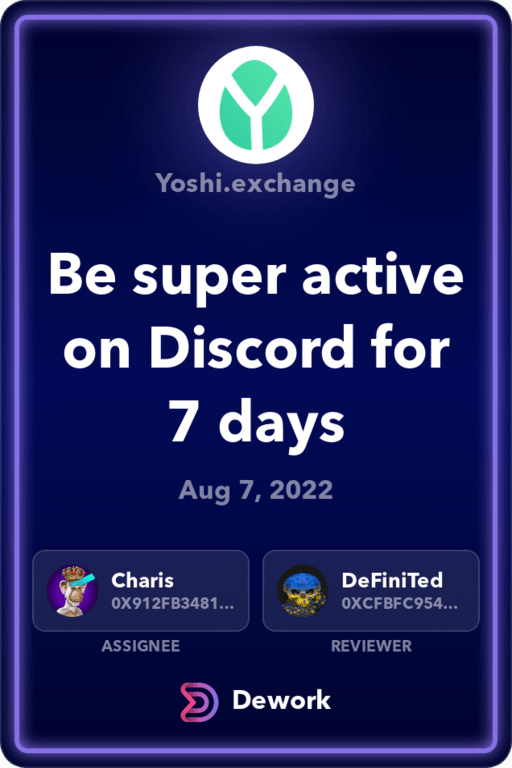 Yoshi.exchange
Be super active
on Discord for
7 days
Aug 7, 2022
Charis
0X912FB3481...
ASSIGNEE
DeFiniTed
0XCFBFC954...
REVIEWER
Dework